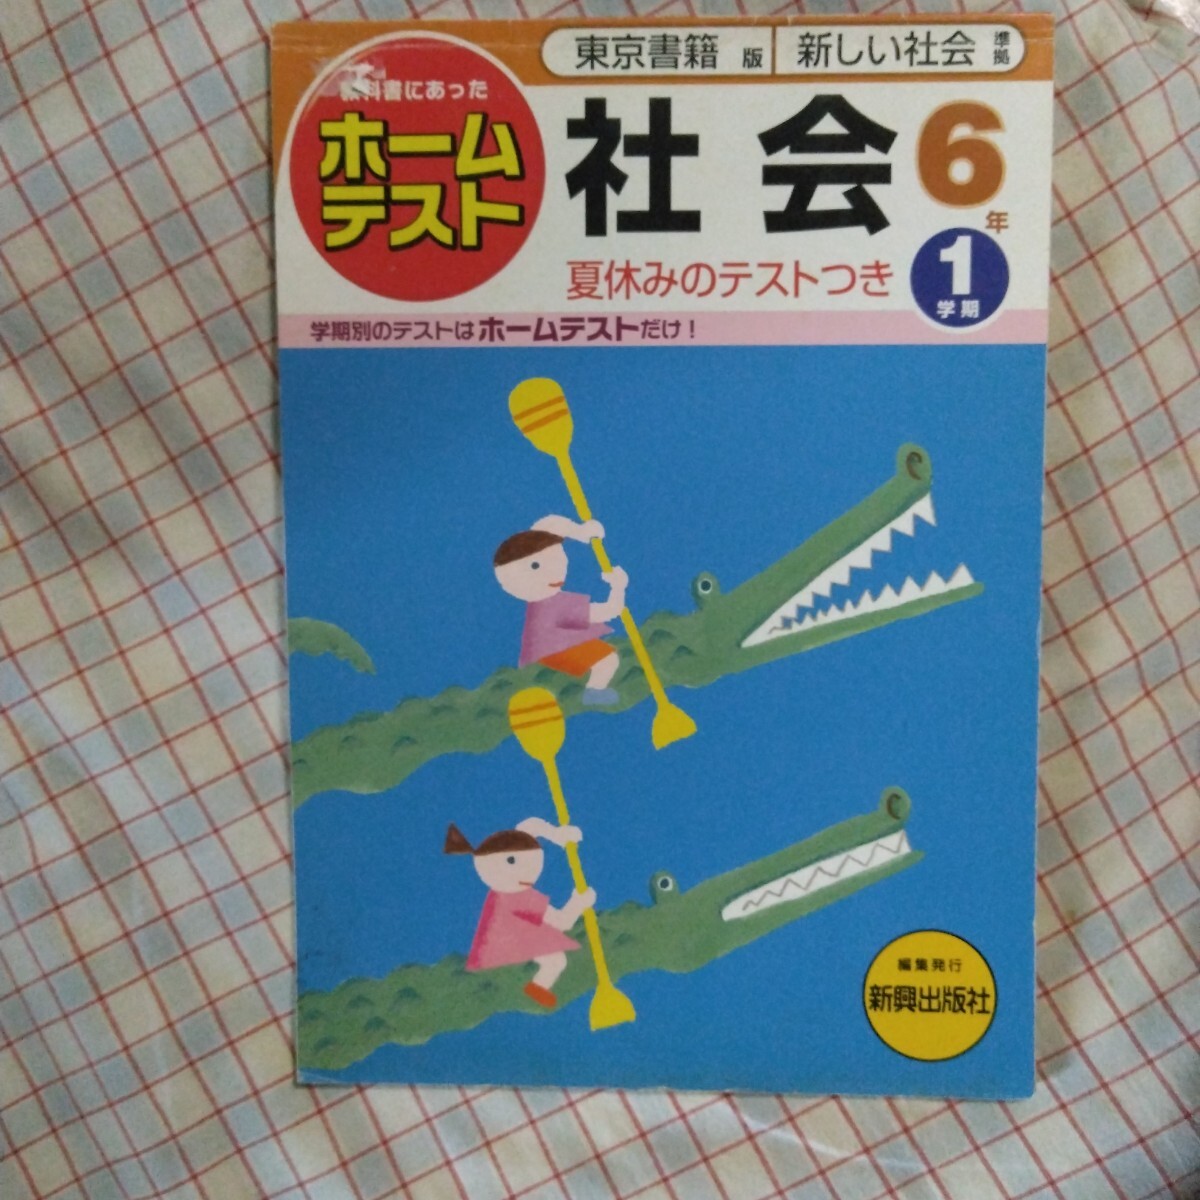 東京書籍 版 新しい社会 準拠
教科書にあった
ホーム
テスト
社会 6年
夏休みのテストつき
1
学期
学期別のテストはホームテストだけ！
編集発行
新興出版社